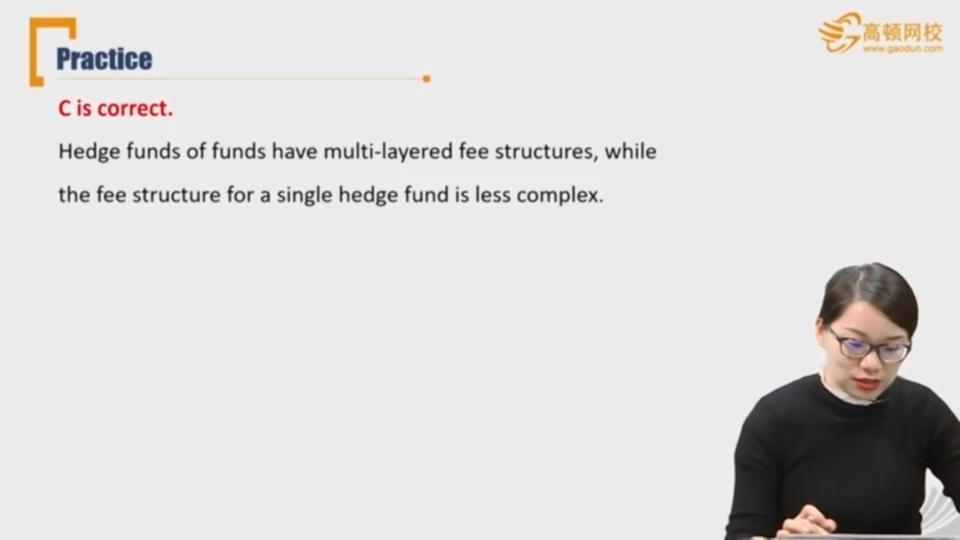 高顿网校
www.gaodun.com
Practice
C is correct.
Hedge funds of funds have multi-layered fee structures, while
the fee structure for a single hedge fund is less complex.